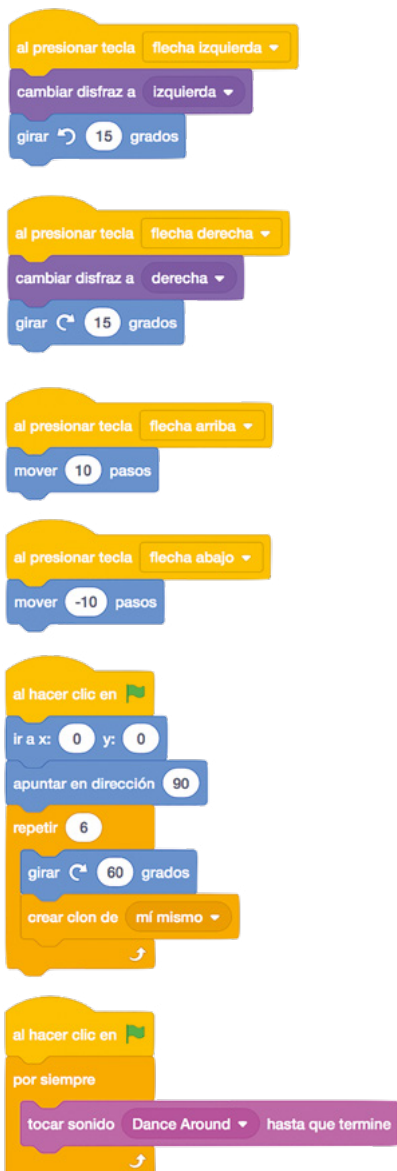 al presionar tecla flecha izquierda
cambiar disfraz a izquierda
girar 15 grados
al presionar tecla flecha derecha
cambiar disfraz a derecha
girar 15 grados
al presionar tecla flecha arriba
mover 10 pasos
al presionar tecla flecha abajo
mover -10 pasos
al hacer clic en
ir a x: 0 y: 0
apuntar en dirección 90
repetir 6
girar 60 grados
crear clon de mí mismo
al hacer clic en
por siempre
tocar sonido Dance Around hasta que termine